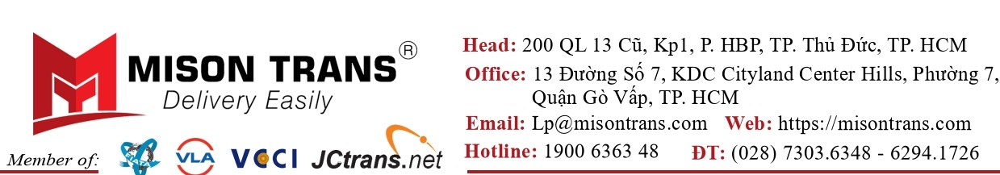 MISON TRANS®
Delivery Easily
Member of:
FIATA
VLA
VCCI
JCtrans.net
Head: 200 QL 13 Cũ, Kp1, P. HBP, TP. Thủ Đức, TP. HCM
Office: 13 Đường Số 7, KDC Cityland Center Hills, Phường 7,
Quận Gò Vấp, TP. HCM
Email: Lp@misontrans.com Web: https://misontrans.com
Hotline: 1900 6363 48 ĐT: (028) 7303.6348 - 6294.1726